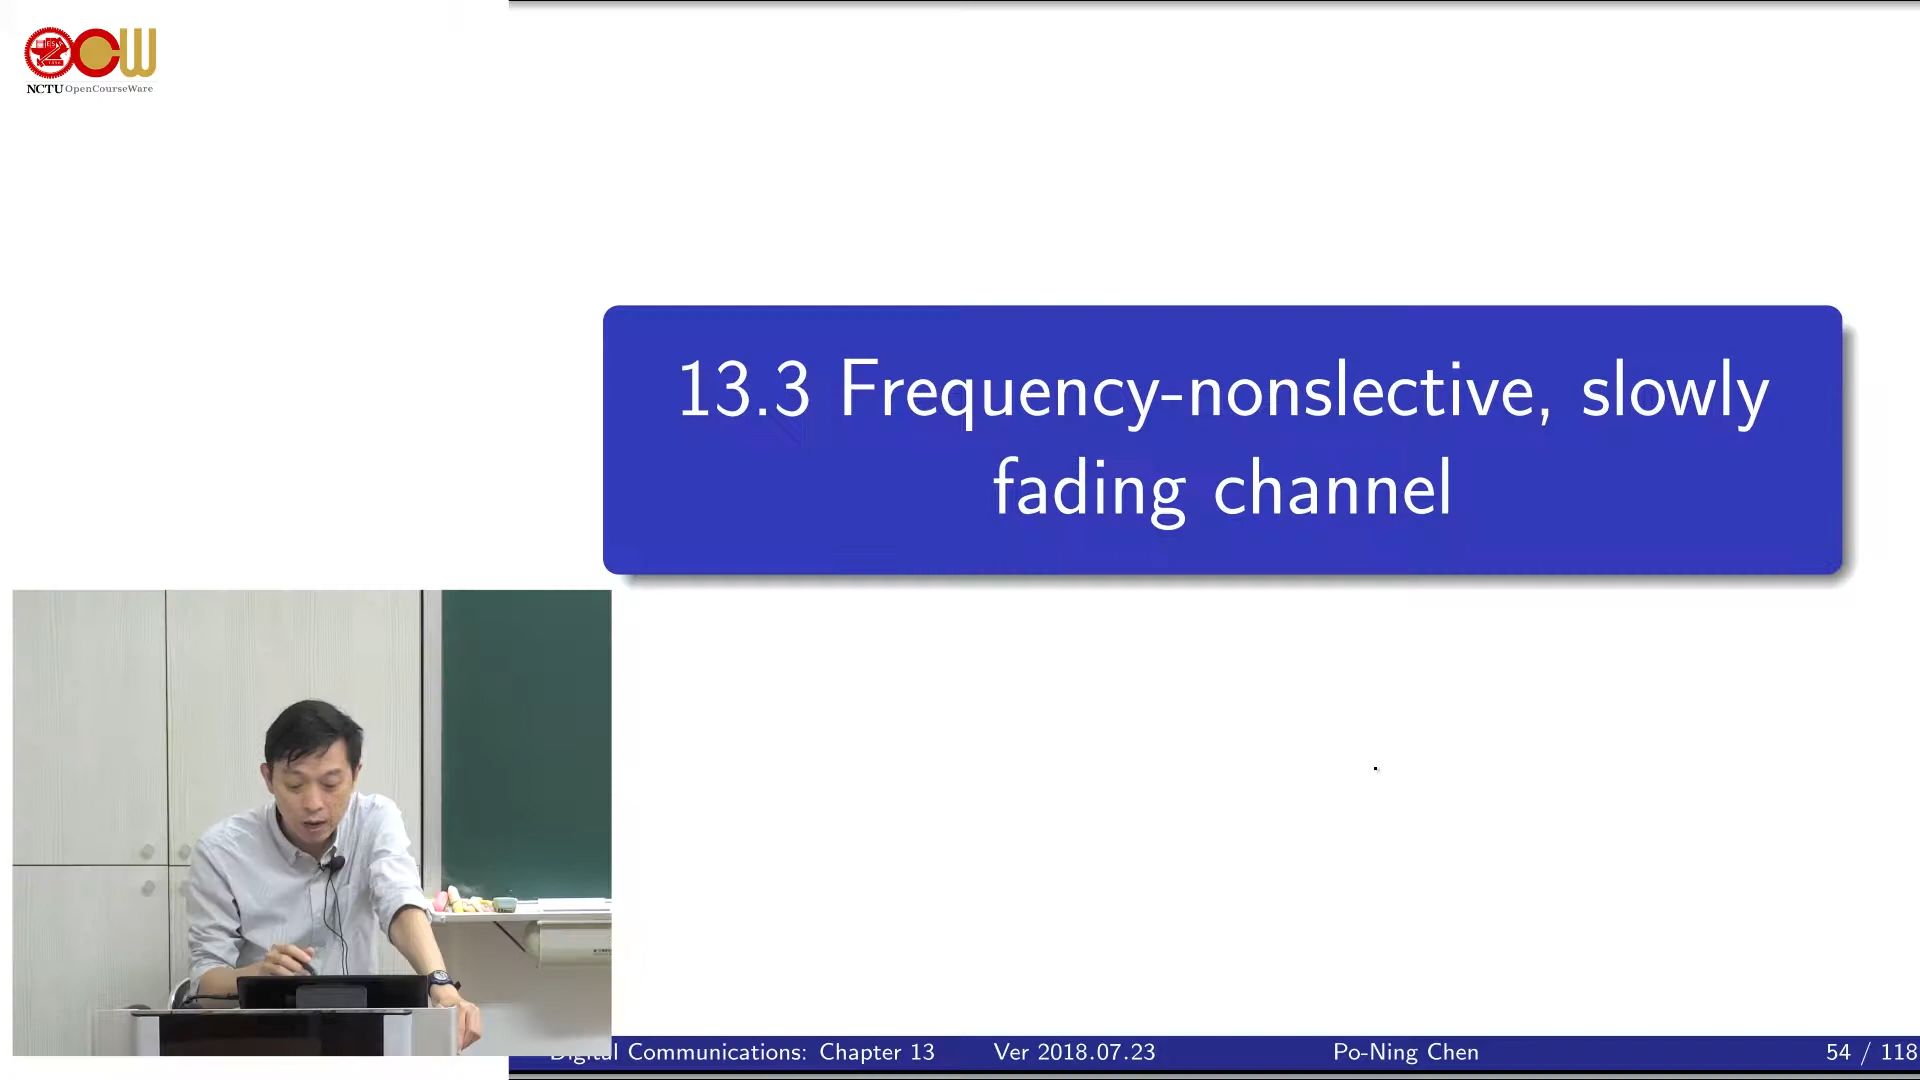 NCTU OpenCourseWare
13.3 Frequency-nonslective, slowly
fading channel
Digital Communications: Chapter 13 Ver 2018.07.23 Po-Ning Chen 54 / 118